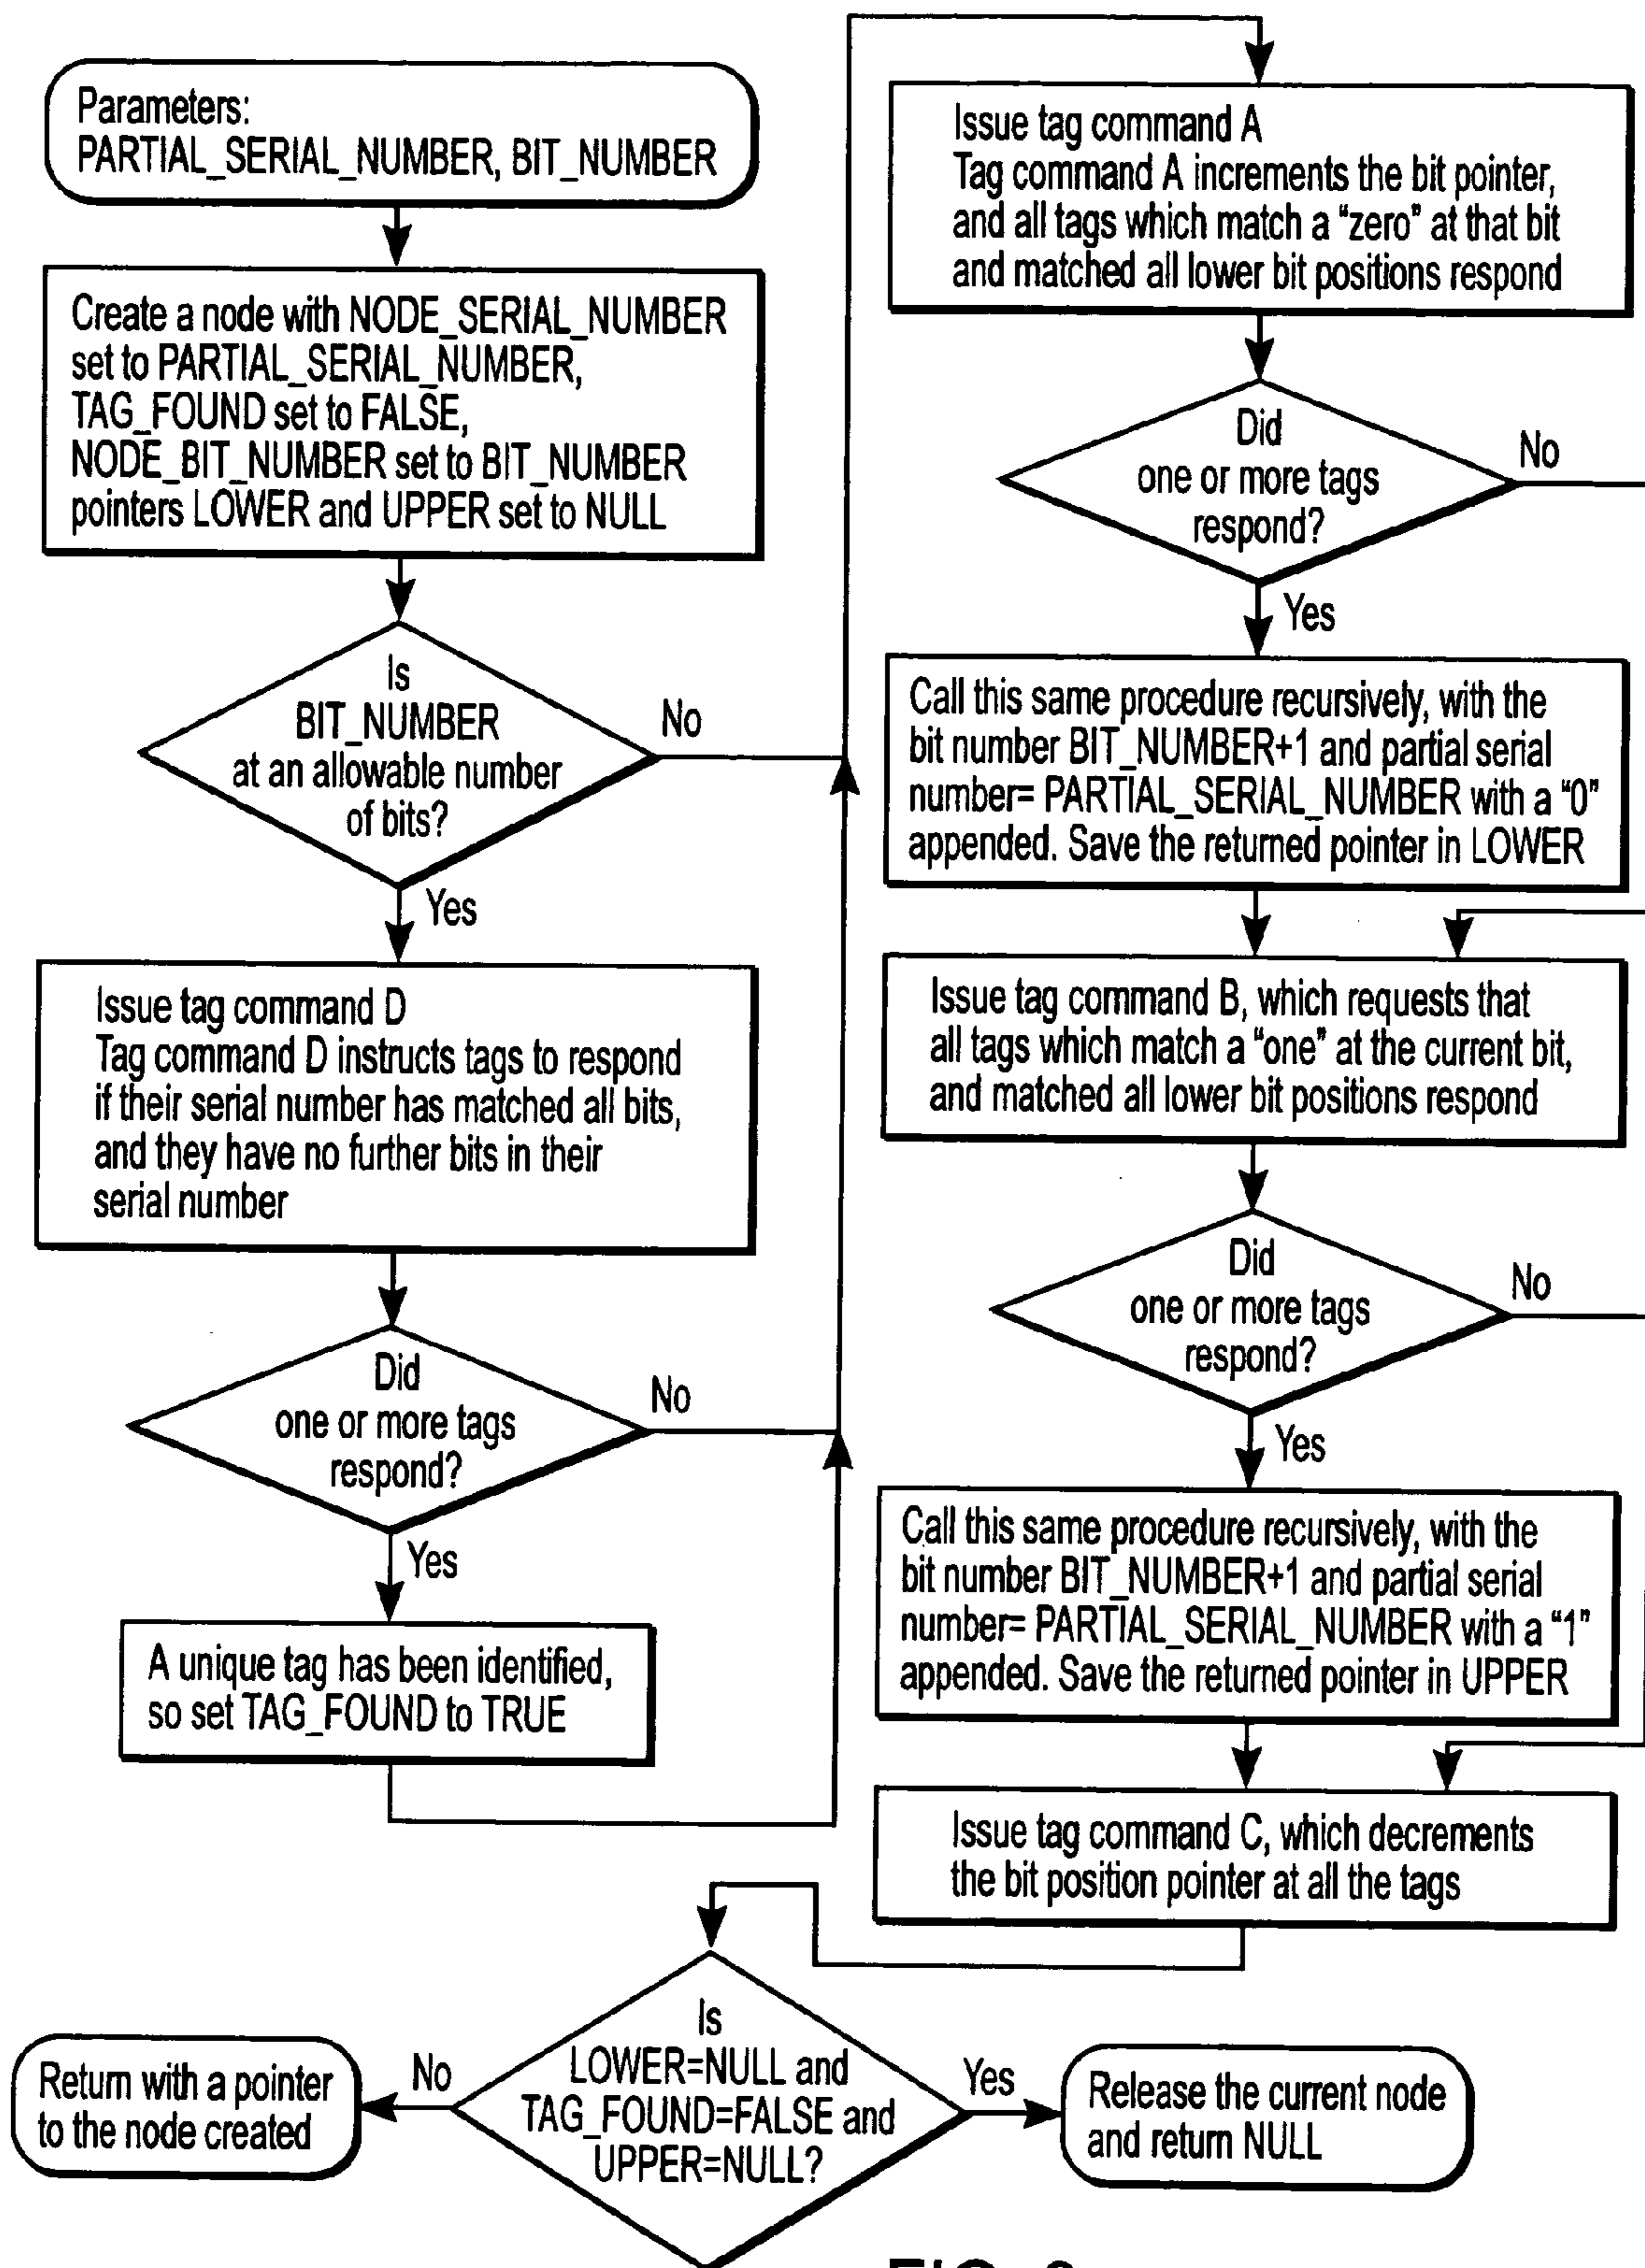 Parameters:
PARTIAL_SERIAL_NUMBER, BIT_NUMBER
Create a node with NODE_SERIAL_NUMBER
set to PARTIAL_SERIAL_NUMBER,
TAG_FOUND set to FALSE,
NODE_BIT_NUMBER set to BIT_NUMBER
pointers LOWER and UPPER set to NULL
Is
BIT_NUMBER
at an allowable number
of bits?
No
Yes
Issue tag command D
Tag command D instructs tags to respond
if their serial number has matched all bits,
and they have no further bits in their
serial number
Did
one or more tags
respond?
No
Yes
A unique tag has been identified,
so set TAG_FOUND to TRUE
Issue tag command A
Tag command A increments the bit pointer,
and all tags which match a “zero” at that bit
and matched all lower bit positions respond
Did
one or more tags
respond?
No
Yes
Call this same procedure recursively, with the
bit number BIT_NUMBER+1 and partial serial
number= PARTIAL_SERIAL_NUMBER with a “0”
appended. Save the returned pointer in LOWER
Issue tag command B, which requests that
all tags which match a “one” at the current bit,
and matched all lower bit positions respond
Did
one or more tags
respond?
No
Yes
Call this same procedure recursively, with the
bit number BIT_NUMBER+1 and partial serial
number= PARTIAL_SERIAL_NUMBER with a “1”
appended. Save the returned pointer in UPPER
Issue tag command C, which decrements
the bit position pointer at all the tags
Is
LOWER=NULL and
TAG_FOUND=FALSE and
UPPER=NULL?
No
Yes
Return with a pointer
to the node created
Release the current node
and return NULL